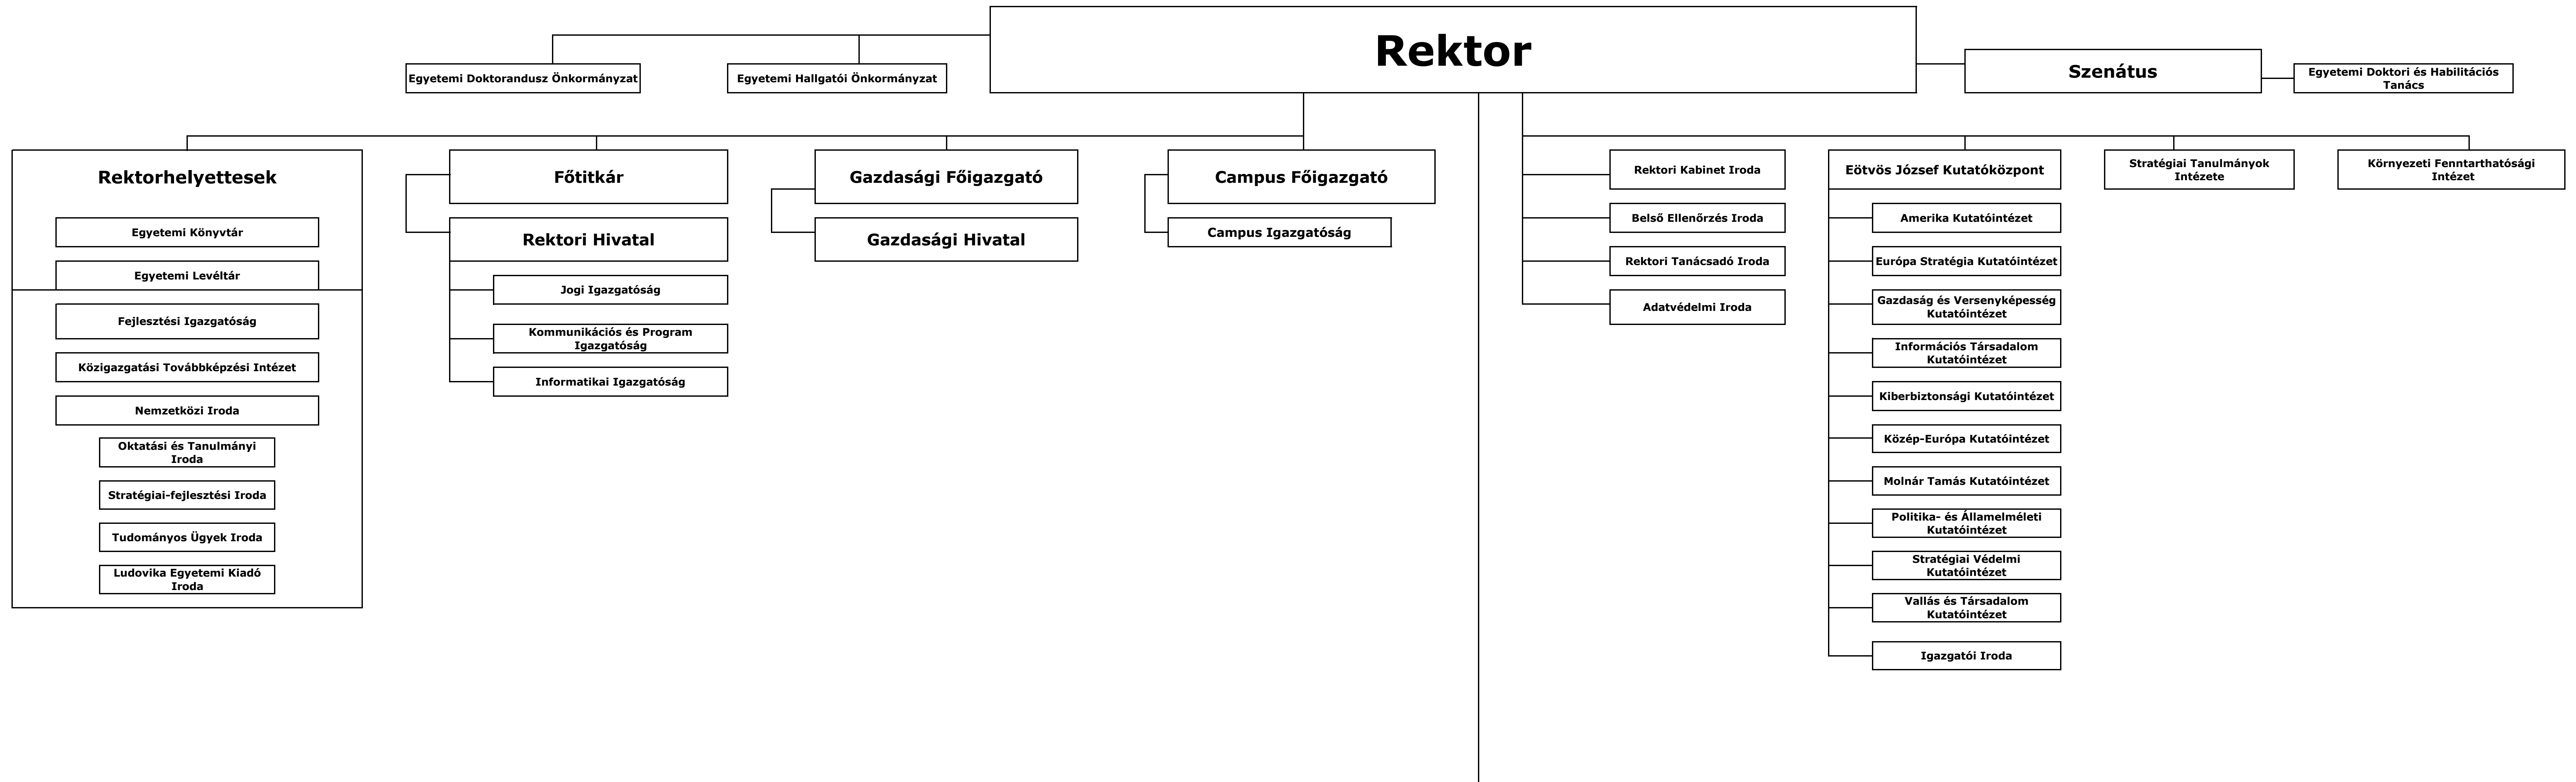 Rektor
Egyetemi Doktorandusz Önkormányzat
Egyetemi Hallgatói Önkormányzat
Szenátus
Egyetemi Doktori és Habilitációs
Tanács
Rektorhelyettesek
Egyetemi Könyvtár
Egyetemi Levéltár
Fejlesztési Igazgatóság
Közigazgatási Továbbképzési Intézet
Nemzetközi Iroda
Oktatási és Tanulmányi
Iroda
Stratégiai-fejlesztési Iroda
Tudományos Ügyek Iroda
Ludovika Egyetemi Kiadó
Iroda
Főtitkár
Rektori Hivatal
Jogi Igazgatóság
Kommunikációs és Program
Igazgatóság
Informatikai Igazgatóság
Gazdasági Főigazgató
Gazdasági Hivatal
Campus Főigazgató
Campus Igazgatóság
Rektori Kabinet Iroda
Belső Ellenőrzés Iroda
Rektori Tanácsadó Iroda
Adatvédelmi Iroda
Eötvös József Kutatóközpont
Amerika Kutatóintézet
Európa Stratégia Kutatóintézet
Gazdaság és Versenyképesség
Kutatóintézet
Információs Társadalom
Kutatóintézet
Kiberbiztonsági Kutatóintézet
Közép-Európa Kutatóintézet
Molnár Tamás Kutatóintézet
Politika- és Államelméleti
Kutatóintézet
Stratégiai Védelmi
Kutatóintézet
Vallás és Társadalom
Kutatóintézet
Igazgatói Iroda
Stratégiai Tanulmányok
Intézete
Környezeti Fenntarthatósági
Intézet